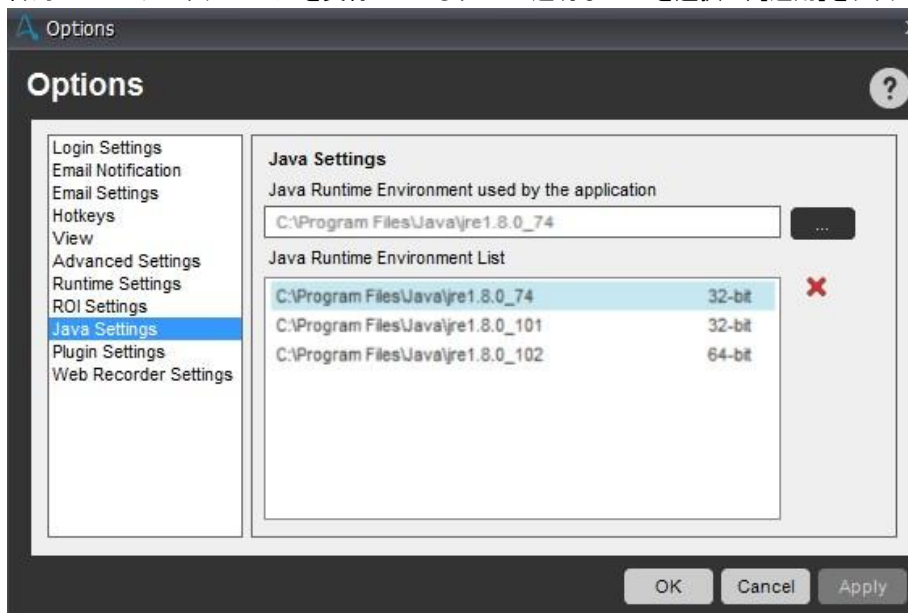 Options
Options
?
Login Settings
Email Notification
Email Settings
Hotkeys
View
Advanced Settings
Runtime Settings
ROI Settings
Java Settings
Plugin Settings
Web Recorder Settings
Java Settings
Java Runtime Environment used by the application
C:\Program Files\Java\jre1.8.0_74
...
Java Runtime Environment List
C:\Program Files\Java\jre1.8.0_74 32-bit
C:\Program Files\Java\jre1.8.0_101 32-bit
C:\Program Files\Java\jre1.8.0_102 64-bit
OK Cancel Apply